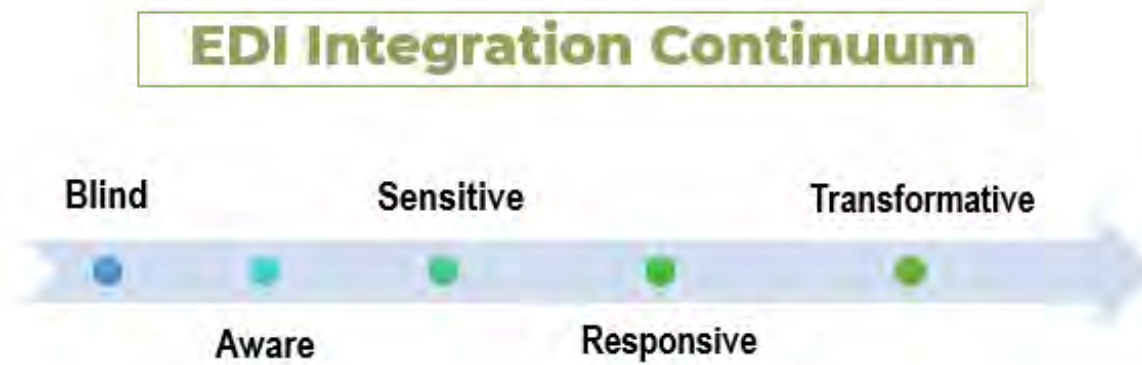 EDI Integration Continuum
Blind
Aware
Sensitive
Responsive
Transformative